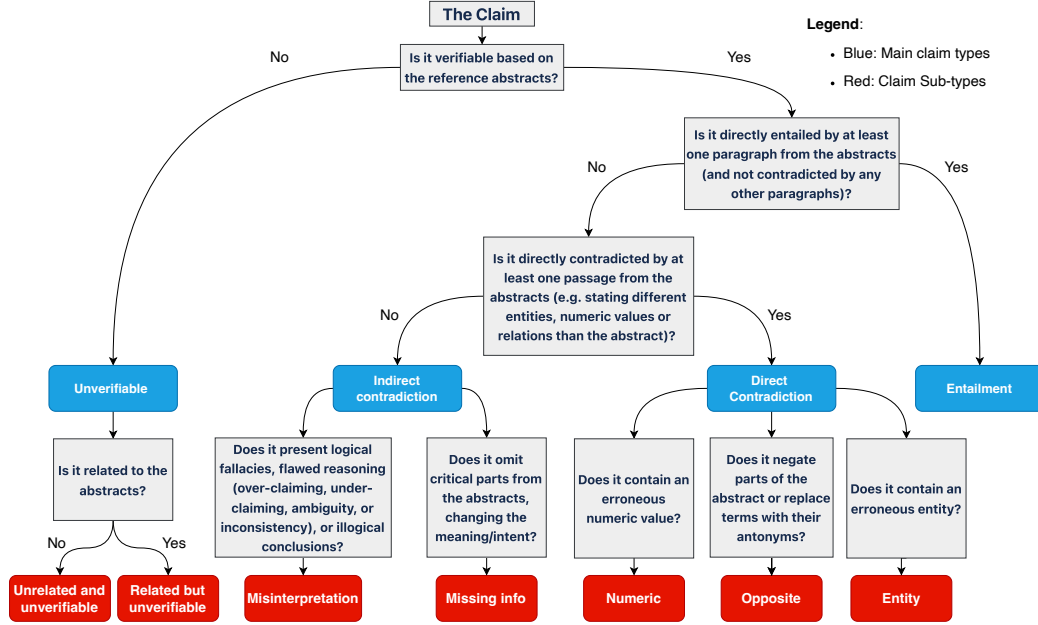 The Claim
Legend:
Is it verifiable based on
the reference abstracts?
No
Yes
• Blue: Main claim types
• Red: Claim Sub-types
Is it directly entailed by at least
one paragraph from the abstracts
(and not contradicted by any
other paragraphs)?
No
Yes
Is it directly contradicted by at
least one passage from the
abstracts (e.g. stating different
entities, numeric values or
relations than the abstract)?
No
Yes
Unverifiable
Indirect
contradiction
Direct
Contradiction
Entailment
Is it related to the
abstracts?
Does it present logical
fallacies, flawed reasoning
(over-claiming, under-
claiming, ambiguity, or
inconsistency), or illogical
conclusions?
Does it omit
critical parts from
the abstracts,
changing the
meaning/intent?
Does it contain an
erroneous
numeric value?
Does it negate
parts of the
abstract or replace
terms with their
antonyms?
Does it contain an
erroneous entity?
No
Yes
Unrelated and
unverifiable
Related but
unverifiable
Misinterpretation
Missing info
Numeric
Opposite
Entity